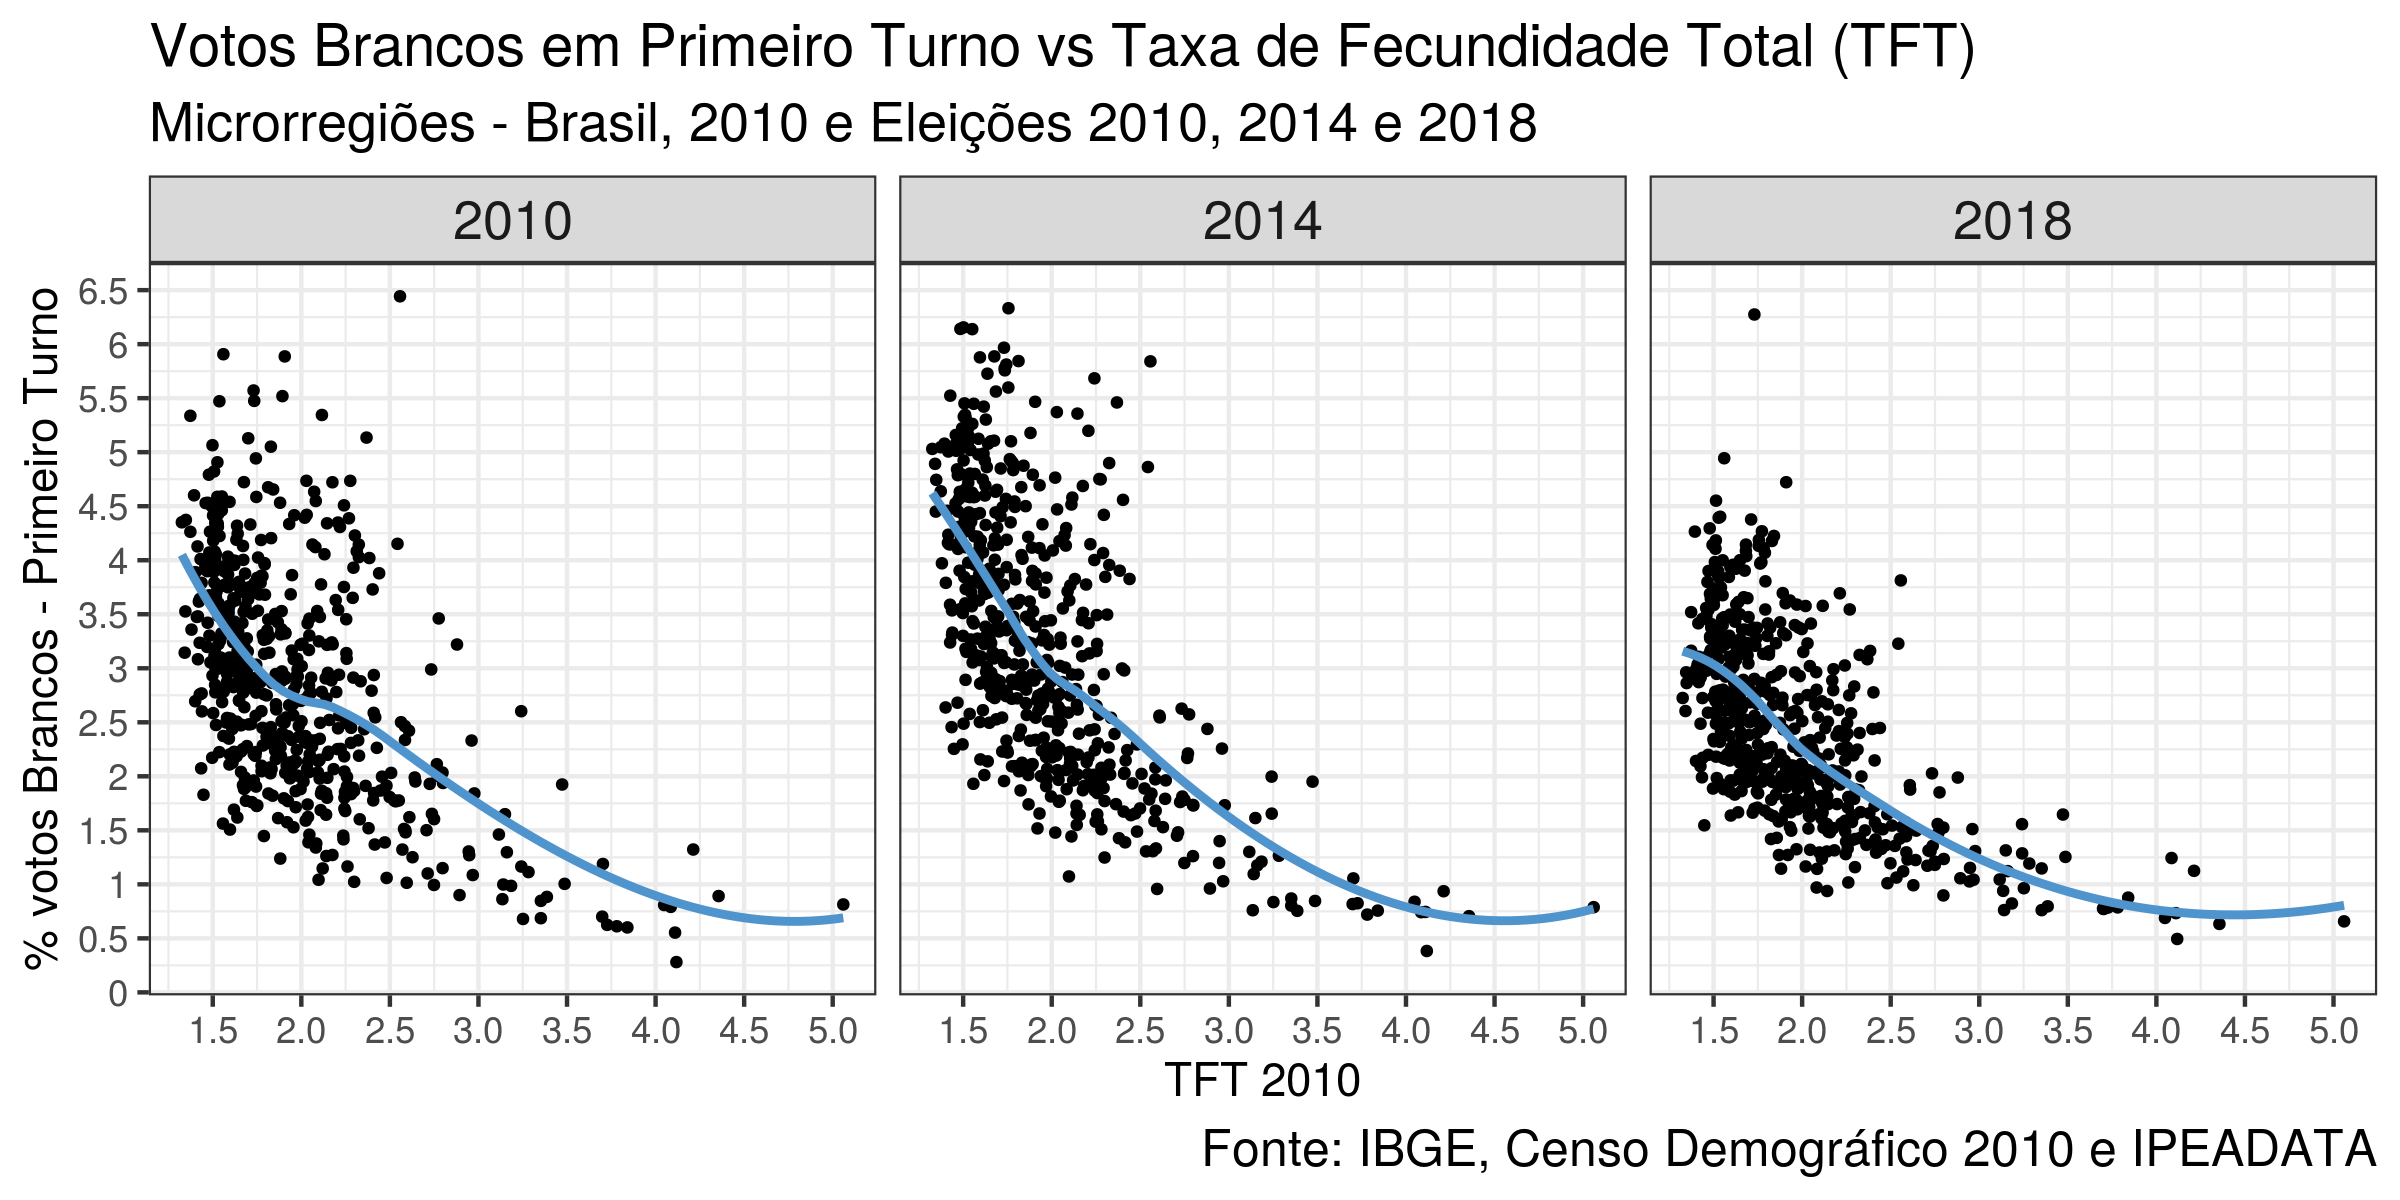 Votos Brancos em Primeiro Turno vs Taxa de Fecundidade Total (TFT)
Microrregiões - Brasil, 2010 e Eleições 2010, 2014 e 2018
2010 2014 2018
% votos Brancos - Primeiro Turno
6.5
6
5.5
5
4.5
4
3.5
3
2.5
2
1.5
1
0.5
0
1.5 2.0 2.5 3.0 3.5 4.0 4.5 5.0 1.5 2.0 2.5 3.0 3.5 4.0 4.5 5.0 1.5 2.0 2.5 3.0 3.5 4.0 4.5 5.0
TFT 2010
Fonte: IBGE, Censo Demográfico 2010 e IPEADATA